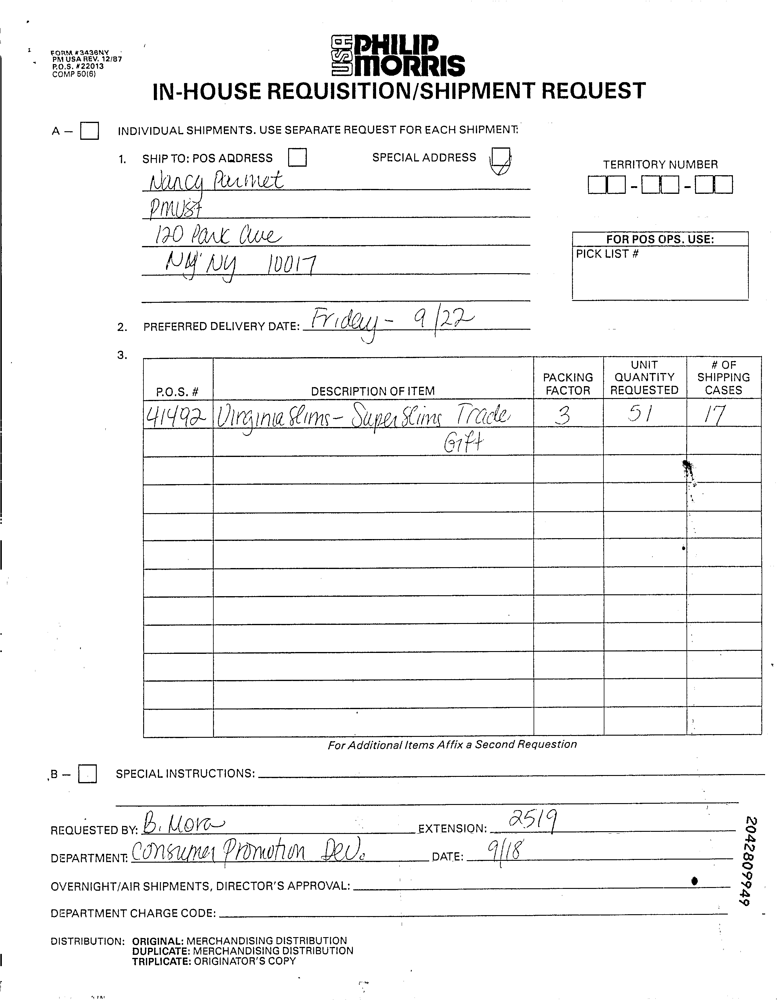 FORM #3436NY
PM USA REV. 12/87
P.O.S. #22013
COMP 50(6)
USA PHILIP
MORRIS
IN-HOUSE REQUISITION/SHIPMENT REQUEST
A – INDIVIDUAL SHIPMENTS. USE SEPARATE REQUEST FOR EACH SHIPMENT:
1. SHIP TO: POS ADDRESS SPECIAL ADDRESS
TERRITORY NUMBER
Nancy Parmet
PMUSA
120 Park Ave
NY NY 10017
FOR POS OPS. USE:
PICK LIST #
2. PREFERRED DELIVERY DATE: Friday - 9/22
3.
P.O.S. # DESCRIPTION OF ITEM PACKING FACTOR UNIT QUANTITY REQUESTED # OF SHIPPING CASES
41492 Virginia Slims - Super Slims Trade 3 51 17
Gift
For Additional Items Affix a Second Requestion
B – SPECIAL INSTRUCTIONS:
REQUESTED BY: B. Mora EXTENSION: 2519
DEPARTMENT: Consumer Promotion Dev. DATE: 9/18
OVERNIGHT/AIR SHIPMENTS, DIRECTOR'S APPROVAL:
DEPARTMENT CHARGE CODE:
DISTRIBUTION: ORIGINAL: MERCHANDISING DISTRIBUTION
DUPLICATE: MERCHANDISING DISTRIBUTION
TRIPLICATE: ORIGINATOR'S COPY
2042809949